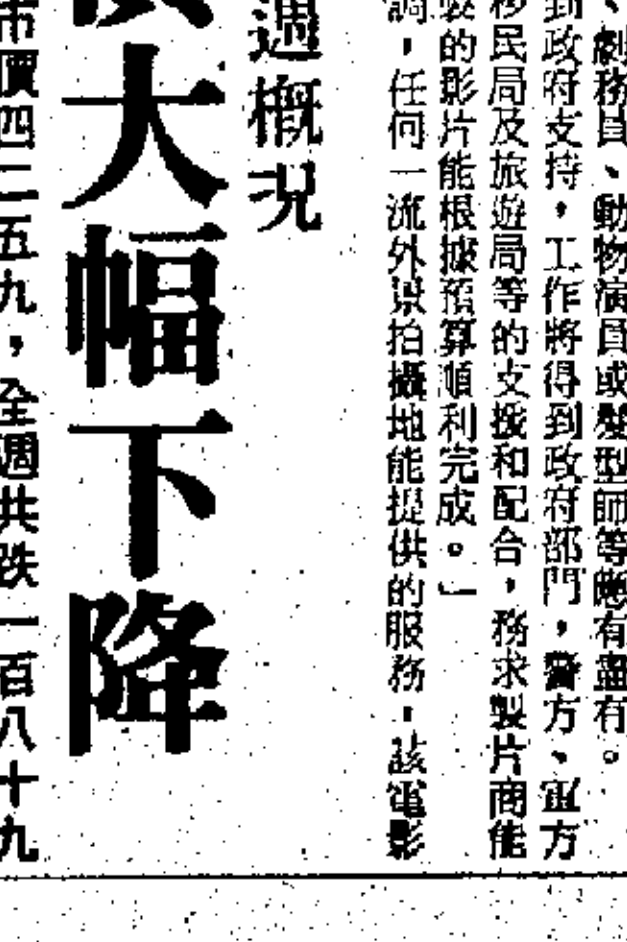 、劇務員、動物演員或髮型師等應有盡有。
到政府支持，工作將得到政府部門，警方、軍方
移民局及旅遊局等的支援和配合，務求製片商能
製的影片能根據預算順利完成。」
調，任何一流外景拍攝地能提供的服務，該電影
週概況
大幅下降
市價四二五九，全週共跌一百八十九